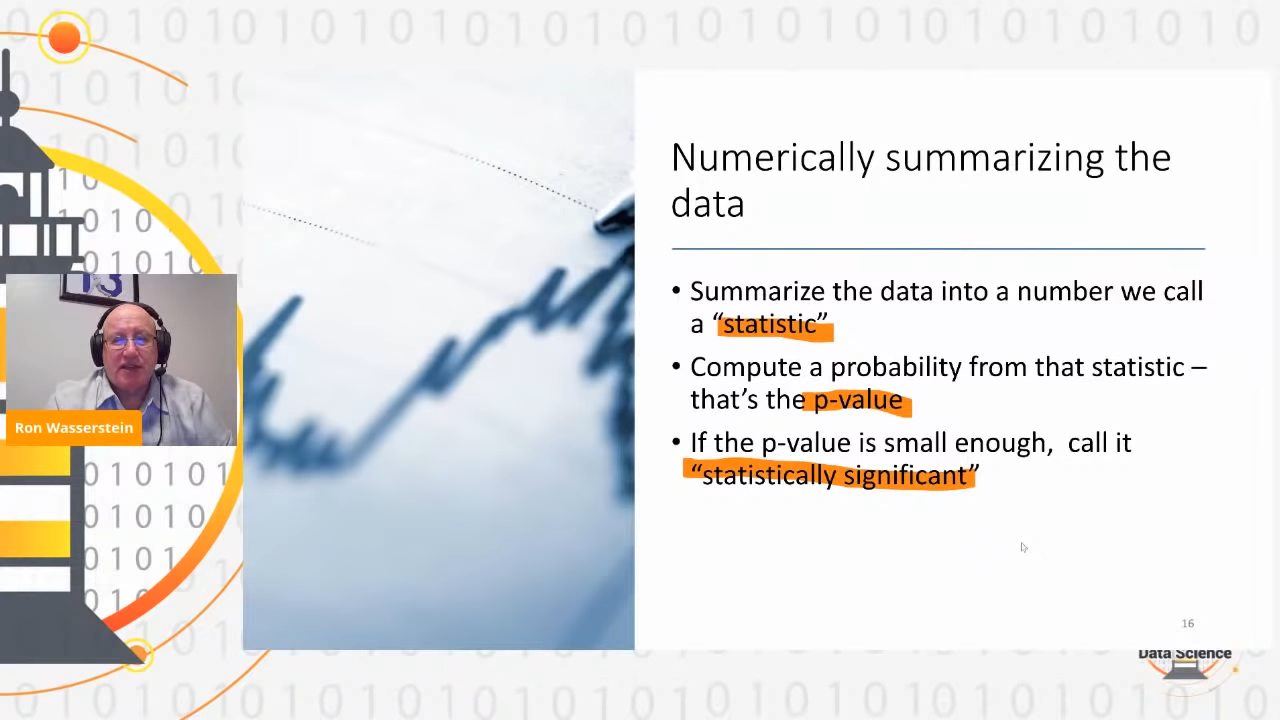 Numerically summarizing the
data
• Summarize the data into a number we call
a “statistic”
• Compute a probability from that statistic –
that’s the p-value
• If the p-value is small enough,  call it
“statistically significant”
16
13
Ron Wasserstein
Data Science